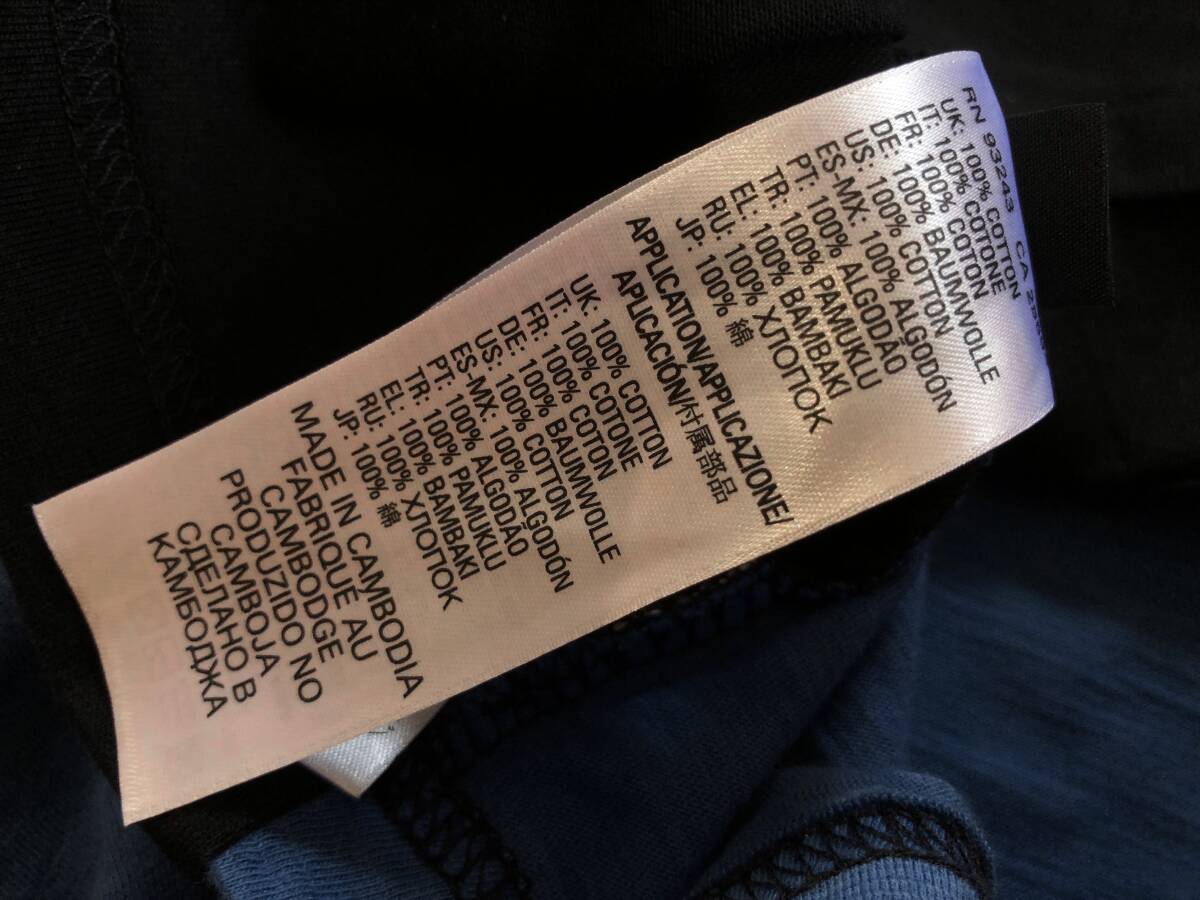 RN 93243 CA
UK: 100% COTTON
IT: 100% COTONE
FR: 100% COTON
DE: 100% BAUMWOLLE
US: 100% COTTON
ES-MX: 100% ALGODÓN
PT: 100% ALGODÃO
TR: 100% PAMUKLU
EL: 100% BAMBAKI
RU: 100% ХЛОПОК
JP: 100% 綿
APPLICATION/APPLICAZIONE/
APLICACIÓN/付属部品
UK: 100% COTTON
IT: 100% COTONE
FR: 100% COTON
DE: 100% BAUMWOLLE
US: 100% COTTON
ES-MX: 100% ALGODÓN
PT: 100% ALGODÃO
TR: 100% PAMUKLU
EL: 100% BAMBAKI
RU: 100% ХЛОПОК
JP: 100% 綿
MADE IN CAMBODIA
FABRIQUÉ AU
CAMBODGE
PRODUZIDO NO
CAMBOJA
СДЕЛАНО В
КАМБОДЖА